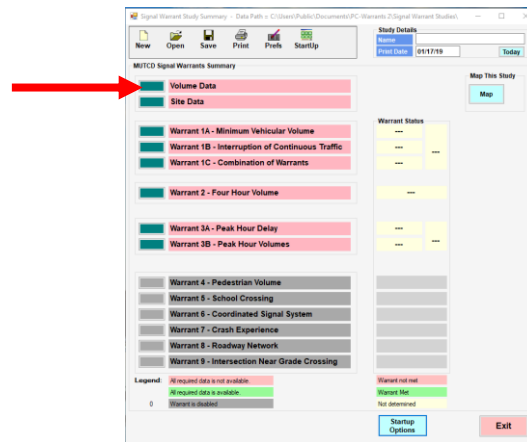 Signal Warrant Study Summary - Data Path = C:\Users\Public\Documents\PC-Warrants 2\Signal Warrant Studies\
New Open Save Print Prefs StartUp
Study Details
Name
Print Date 01/17/19 Today
MUTCD Signal Warrants Summary
Map This Study
Map
Volume Data
Site Data
Warrant Status
Warrant 1A - Minimum Vehicular Volume ---
Warrant 1B - Interruption of Continuous Traffic --- ---
Warrant 1C - Combination of Warrants ---
Warrant 2 - Four Hour Volume ---
Warrant 3A - Peak Hour Delay ---
Warrant 3B - Peak Hour Volumes --- ---
Warrant 4 - Pedestrian Volume
Warrant 5 - School Crossing
Warrant 6 - Coordinated Signal System
Warrant 7 - Crash Experience
Warrant 8 - Roadway Network
Warrant 9 - Intersection Near Grade Crossing
Legend: All required data is not available. Warrant not met
All required data is available. Warrant Met
0 Warrant is disabled Not determined
Startup Options Exit